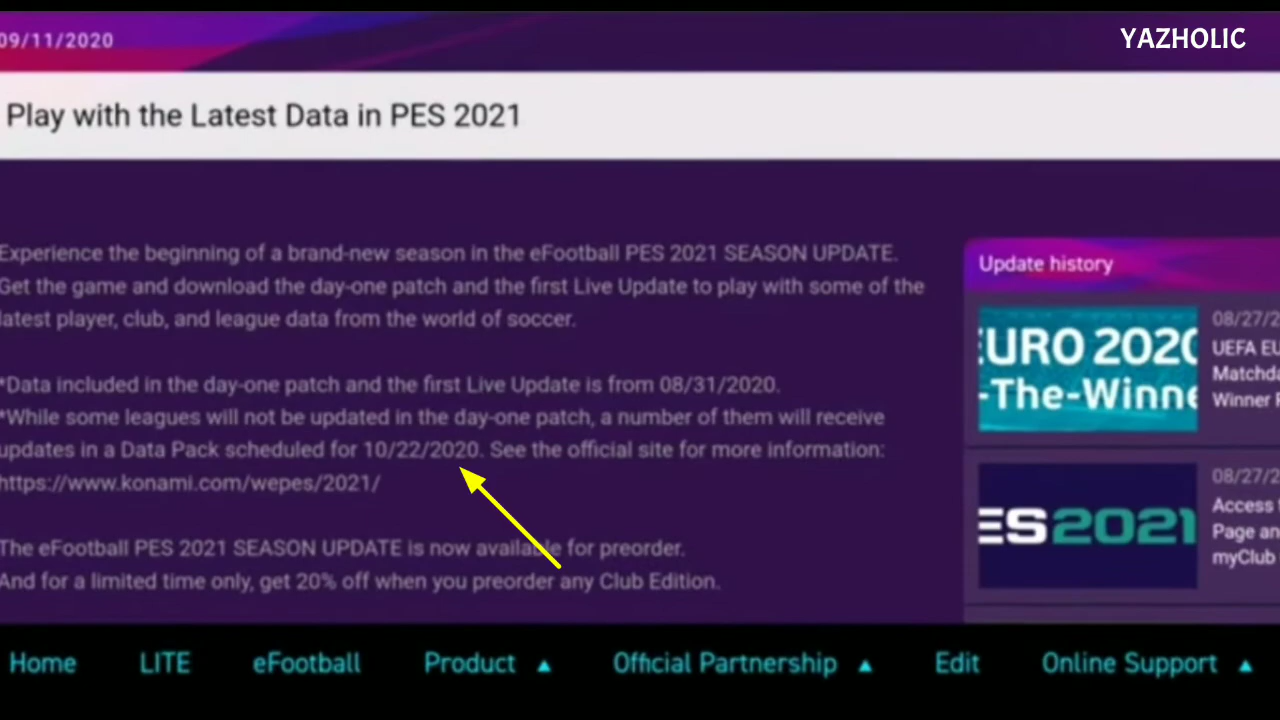 09/11/2020
YAZHOLIC
Play with the Latest Data in PES 2021
Experience the beginning of a brand-new season in the eFootball PES 2021 SEASON UPDATE.
Get the game and download the day-one patch and the first Live Update to play with some of the
latest player, club, and league data from the world of soccer.
*Data included in the day-one patch and the first Live Update is from 08/31/2020.
*While some leagues will not be updated in the day-one patch, a number of them will receive
updates in a Data Pack scheduled for 10/22/2020. See the official site for more information:
https://www.konami.com/wepes/2021/
The eFootball PES 2021 SEASON UPDATE is now available for preorder.
And for a limited time only, get 20% off when you preorder any Club Edition.
Update history
EURO 2020
-The-Winne
08/27/2
UEFA EU
Matchda
Winner
ES2021
08/27/2
Access
Page an
myClub
Home LITE eFootball Product ▲ Official Partnership ▲ Edit Online Support ▲